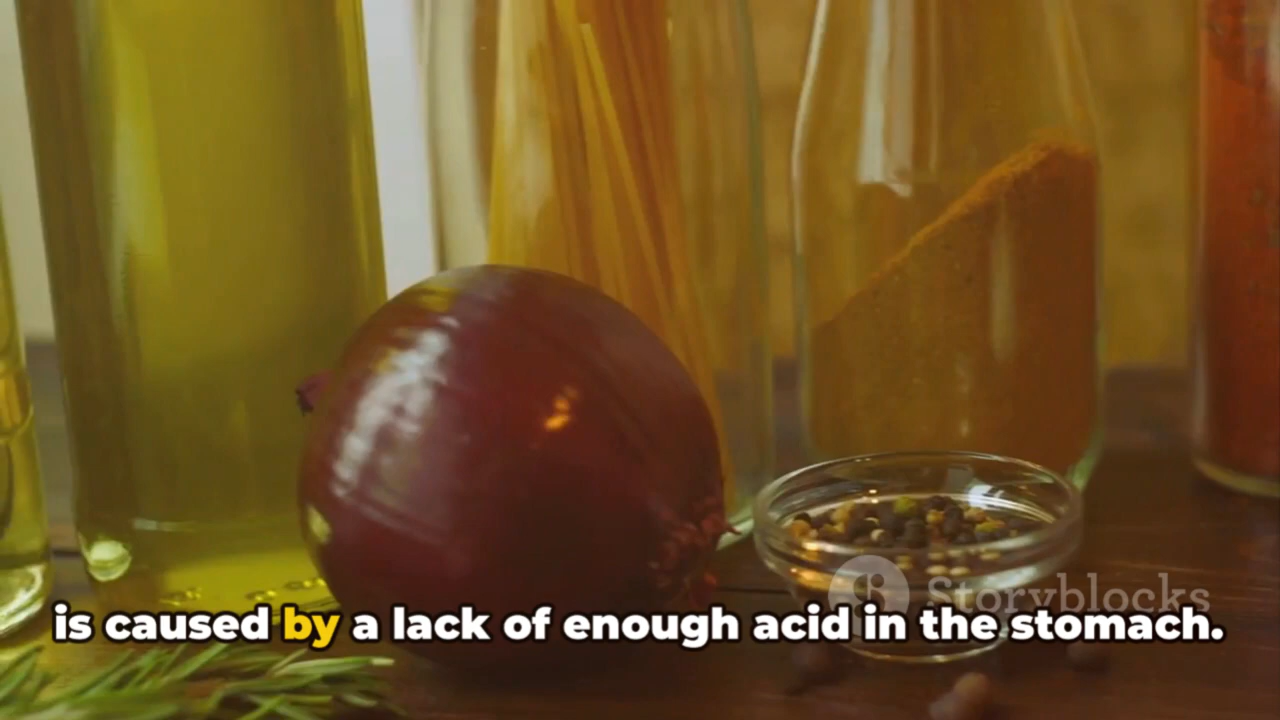 Storyblocks
is caused by a lack of enough acid in the stomach.